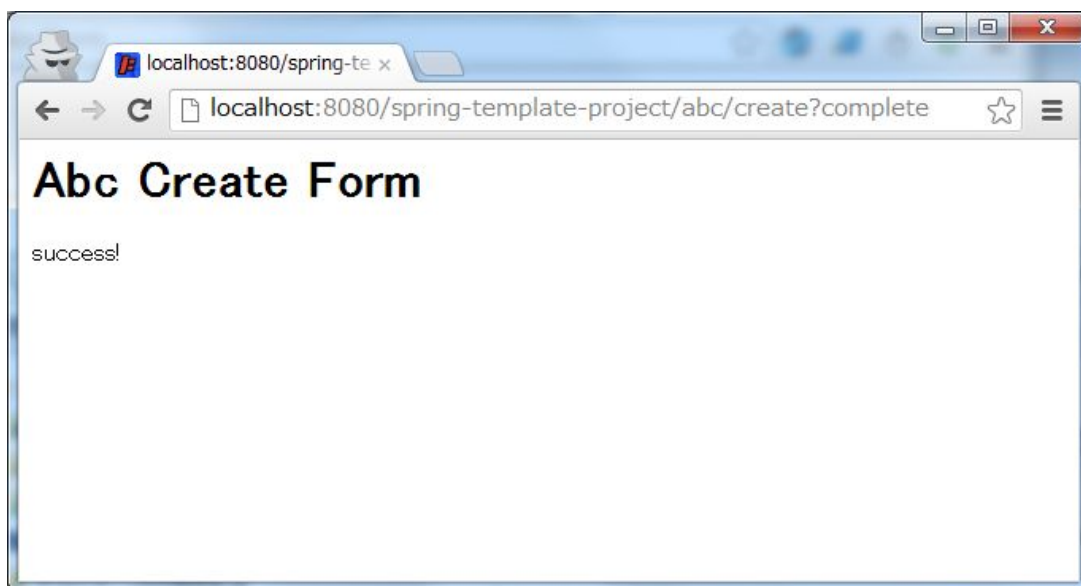 localhost:8080/spring-te
localhost:8080/spring-template-project/abc/create?complete
Abc Create Form
success!